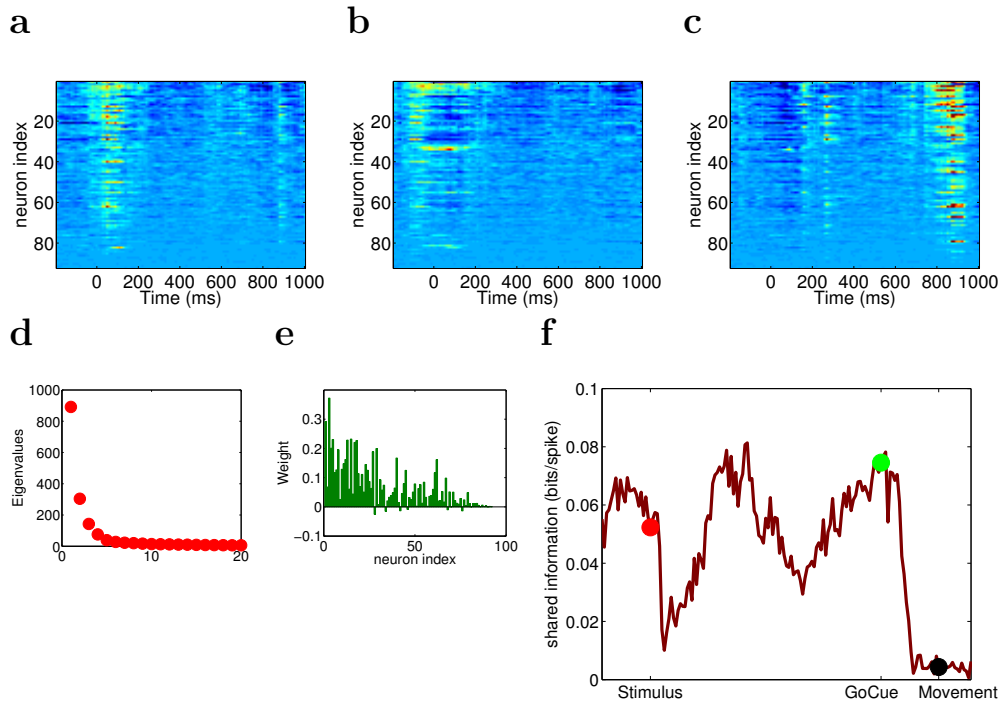 a
b
c
neuron index
20
40
60
80
0 200 400 600 800 1000
Time (ms)
neuron index
20
40
60
80
0 200 400 600 800 1000
Time (ms)
neuron index
20
40
60
80
0 200 400 600 800 1000
Time (ms)
d
e
f
Eigenvalues
1000
800
600
400
200
0
0 10 20
Weight
0.3
0.2
0.1
0
−0.1
0 50 100
neuron index
shared information (bits/spike)
0.1
0.08
0.06
0.04
0.02
0
Stimulus GoCue Movement